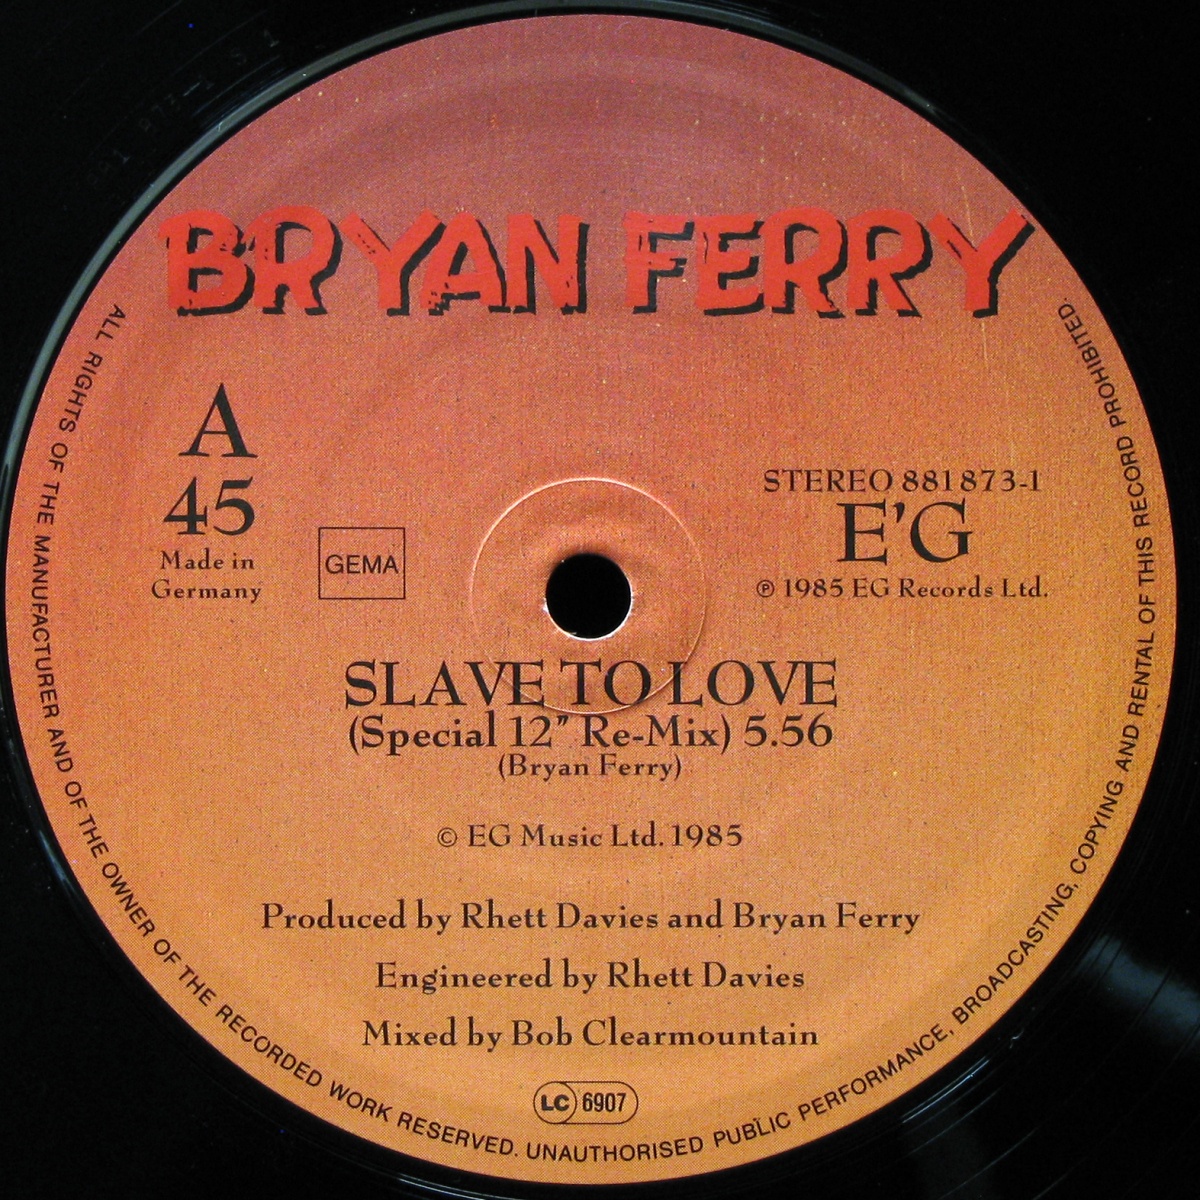 BRYAN FERRY
A
45
Made in
Germany
GEMA
STEREO 881 873-1
E'G
℗ 1985 EG Records Ltd.
SLAVE TO LOVE
(Special 12" Re-Mix) 5.56
(Bryan Ferry)
© EG Music Ltd. 1985
Produced by Rhett Davies and Bryan Ferry
Engineered by Rhett Davies
Mixed by Bob Clearmountain
LC 6907
ALL RIGHTS OF THE MANUFACTURER AND OF THE OWNER OF THE RECORDED WORK RESERVED. UNAUTHORISED PUBLIC PERFORMANCE, BROADCASTING, COPYING AND RENTAL OF THIS RECORD PROHIBITED.